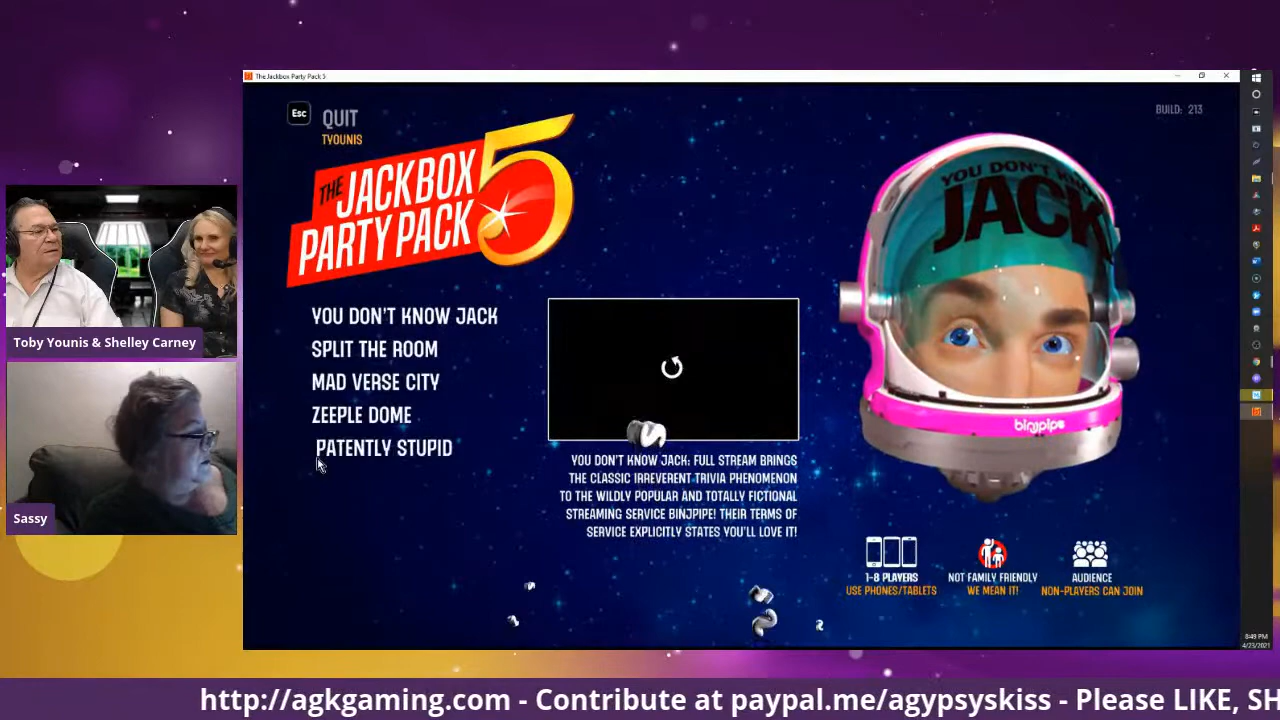 The Jackbox Party Pack 5
Esc QUIT
TYOUNIS
BUILD: 213
THE JACKBOX
PARTY PACK 5
YOU DON'T KNOW
JACK
YOU DON'T KNOW JACK
SPLIT THE ROOM
MAD VERSE CITY
ZEEPLE DOME
PATENTLY STUPID
binjpipe
YOU DON'T KNOW JACK: FULL STREAM BRINGS
THE CLASSIC IRREVERENT TRIVIA PHENOMENON
TO THE WILDLY POPULAR AND TOTALLY FICTIONAL
STREAMING SERVICE BINJPIPE! THEIR TERMS OF
SERVICE EXPLICITLY STATES YOU'LL LOVE IT!
1-8 PLAYERS
USE PHONES/TABLETS
NOT FAMILY FRIENDLY
WE MEAN IT!
AUDIENCE
NON-PLAYERS CAN JOIN
Toby Younis & Shelley Carney
Sassy
8:49 PM
4/23/2021
http://agkgaming.com - Contribute at paypal.me/agypsyskiss - Please LIKE, SH